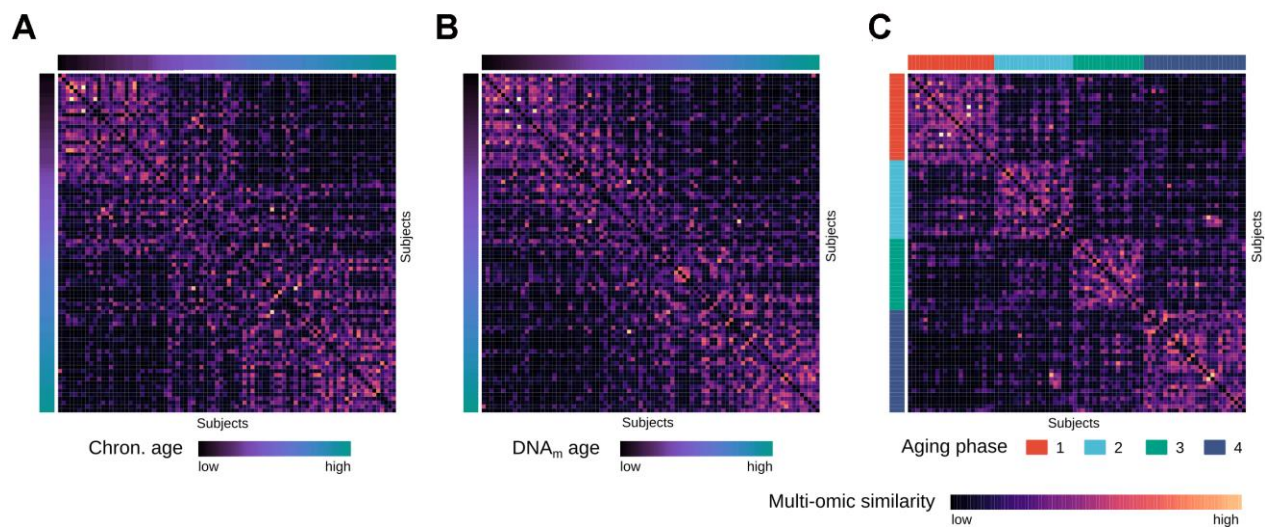 A
B
C
Subjects
Subjects
Subjects
Subjects
Subjects
Subjects
Chron. age
low high
DNAm age
low high
Aging phase 1 2 3 4
Multi-omic similarity
low high